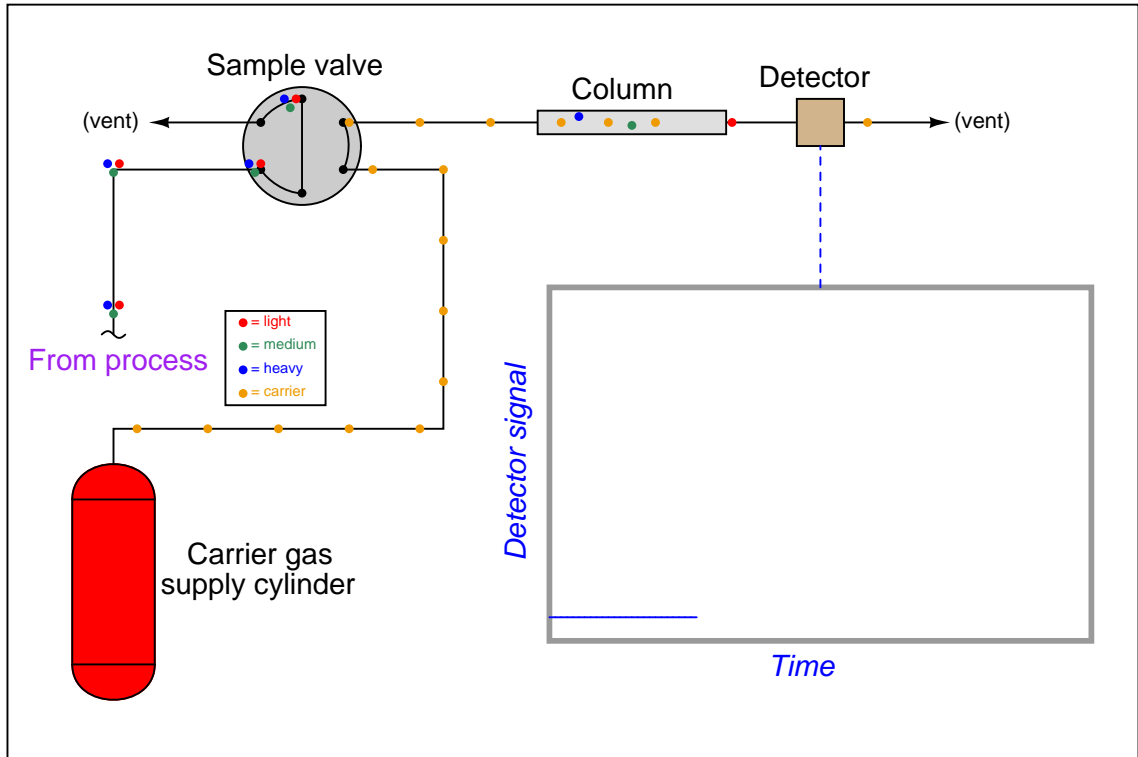 Sample valve
Column
Detector
(vent)
(vent)
= light
= medium
= heavy
= carrier
From process
Detector signal
Carrier gas
supply cylinder
Time